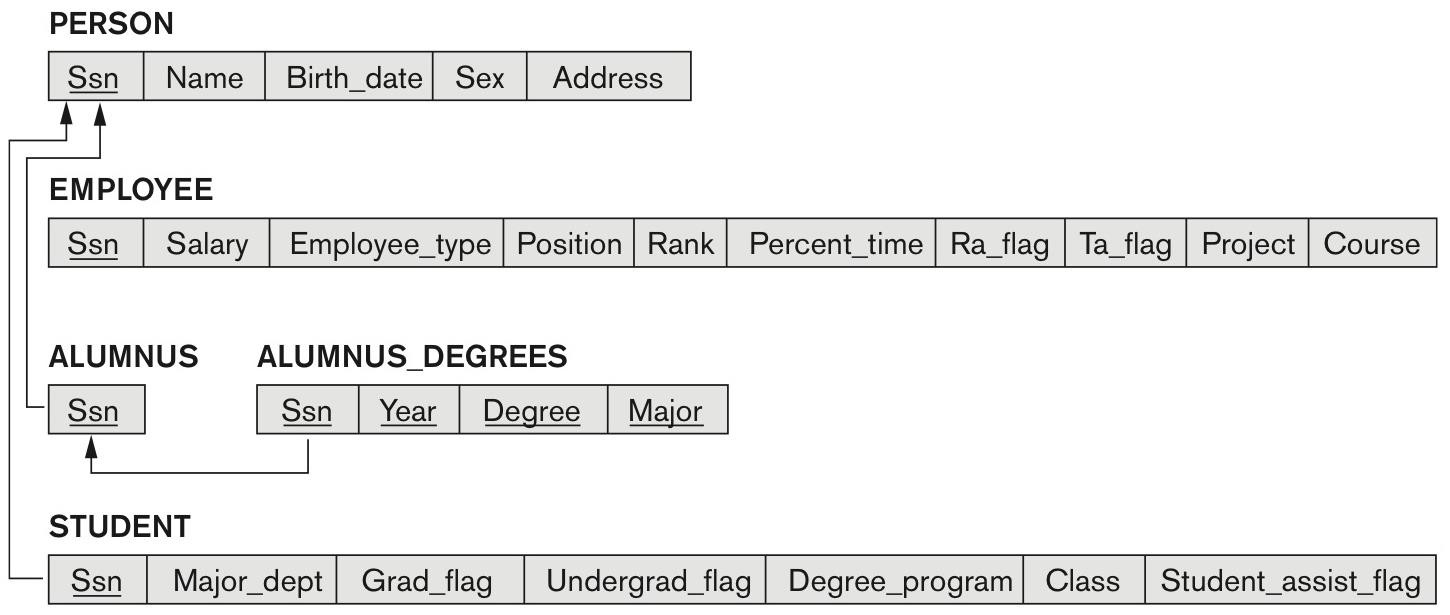 PERSON
Ssn Name Birth_date Sex Address
EMPLOYEE
Ssn Salary Employee_type Position Rank Percent_time Ra_flag Ta_flag Project Course
ALUMNUS ALUMNUS_DEGREES
Ssn Ssn Year Degree Major
STUDENT
Ssn Major_dept Grad_flag Undergrad_flag Degree_program Class Student_assist_flag